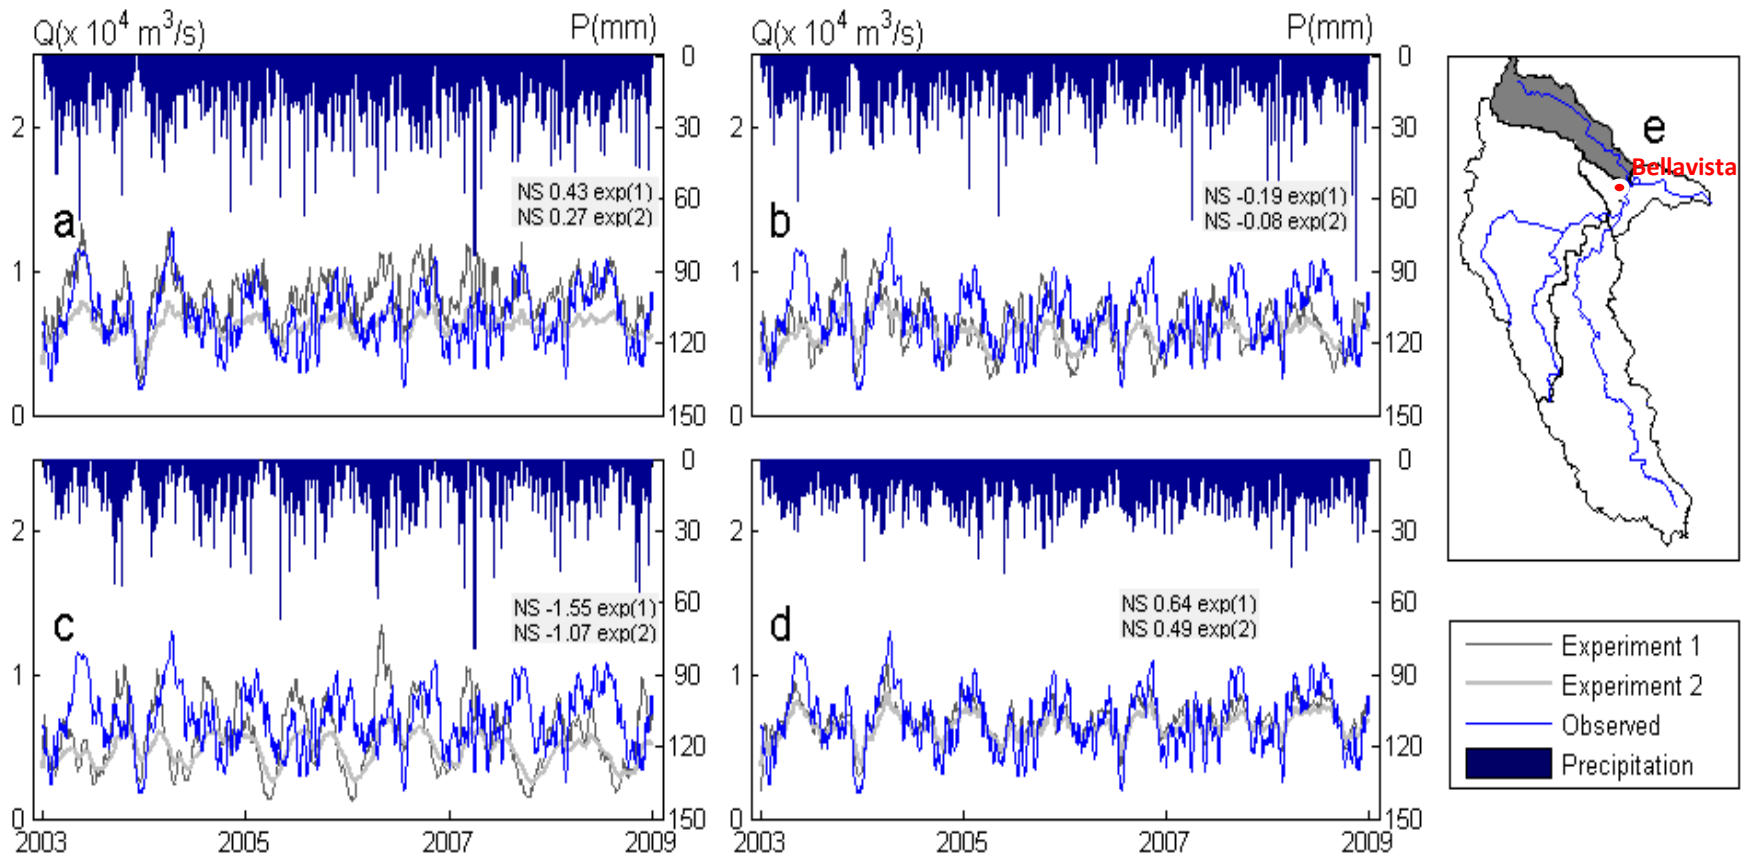 Q(x 10⁴ m³/s) P(mm) Q(x 10⁴ m³/s) P(mm)
0 0
2 30 2 30
e
Bellavista
NS 0.43 exp(1) NS -0.19 exp(1)
60 60
NS 0.27 exp(2) NS -0.08 exp(2)
a b
1 90 1 90
120 120
0 150 0 150
0 0
2 30 2 30
NS -1.55 exp(1) 60 NS 0.64 exp(1) 60
NS -1.07 exp(2) NS 0.49 exp(2)
c d
1 90 1 90
120 120
0 150 0 150
2003 2005 2007 2009 2003 2005 2007 2009
Experiment 1
Experiment 2
Observed
Precipitation